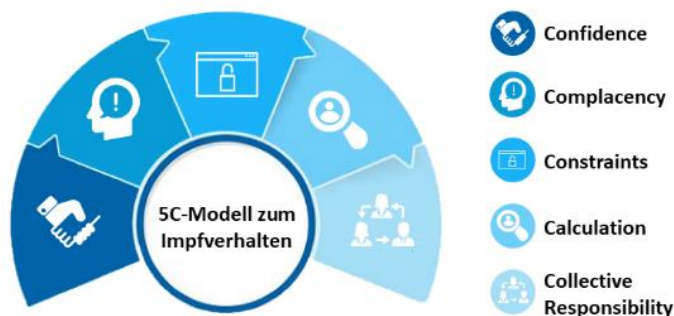 5C-Modell zum
Impfverhalten
Confidence
Complacency
Constraints
Calculation
Collective
Responsibility